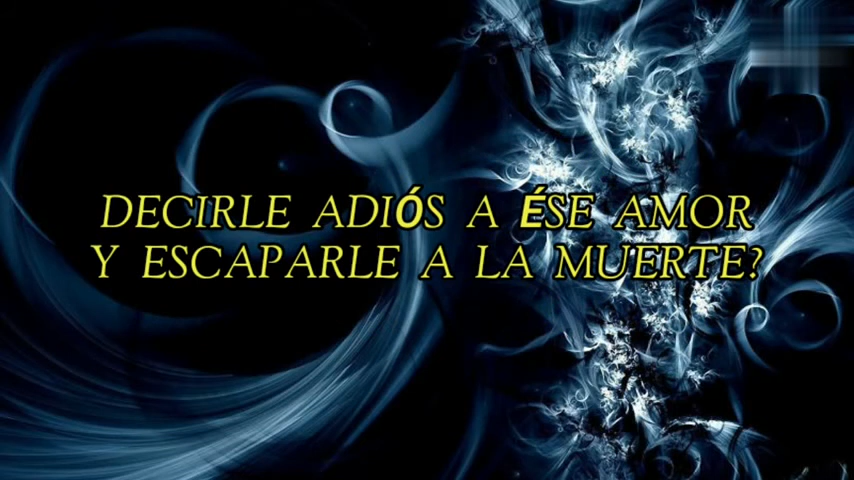 DECIRLE ADIÓS A ÉSE AMOR
Y ESCAPARLE A LA MUERTE?